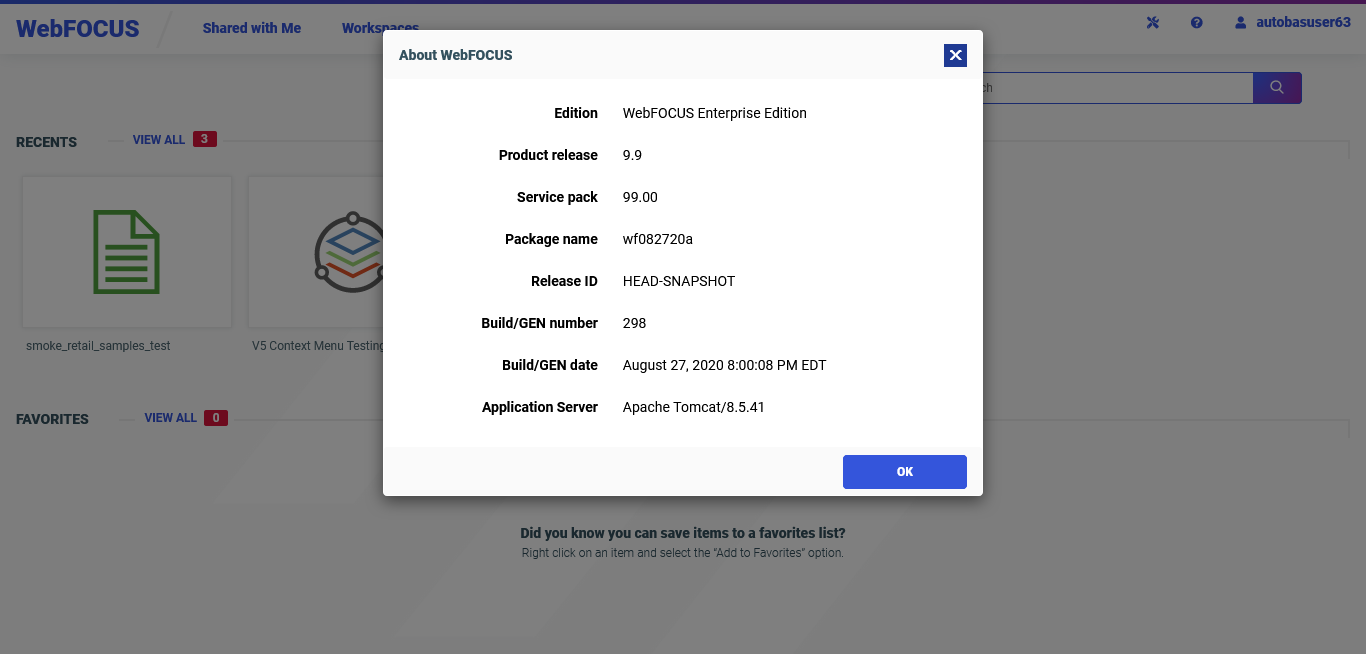 WebFOCUS
Shared with Me
Workspaces
autobasuser63
About WebFOCUS
Edition WebFOCUS Enterprise Edition
Product release 9.9
Service pack 99.00
Package name wf082720a
Release ID HEAD-SNAPSHOT
Build/GEN number 298
Build/GEN date August 27, 2020 8:00:08 PM EDT
Application Server Apache Tomcat/8.5.41
OK
RECENTS VIEW ALL 3
smoke_retail_samples_test
V5 Context Menu Testing
FAVORITES VIEW ALL 0
Did you know you can save items to a favorites list?
Right click on an item and select the "Add to Favorites" option.